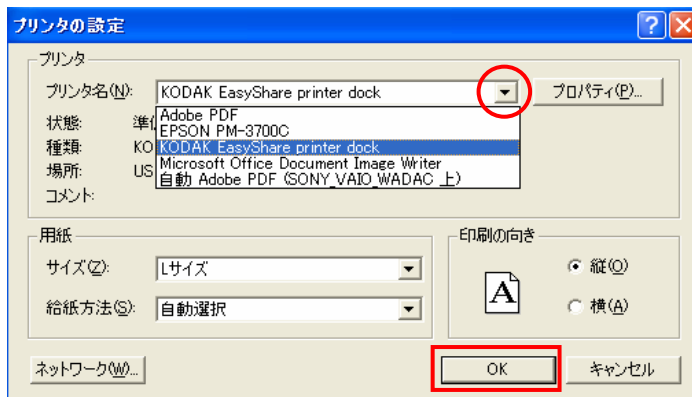 プリンタの設定
プリンタ
プリンタ名(N):
KODAK EasyShare printer dock
プロパティ(P)...
Adobe PDF
EPSON PM-3700C
KODAK EasyShare printer dock
Microsoft Office Document Image Writer
自動 Adobe PDF (SONY_VAIO_WADAC 上)
状態: 準
種類: KO
場所: US
コメント:
用紙
サイズ(Z): Lサイズ
給紙方法(S): 自動選択
印刷の向き
A
縦(O)
横(A)
ネットワーク(W)...
OK
キャンセル